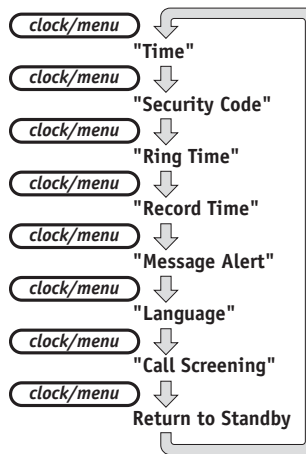 clock/menu
"Time"
clock/menu
"Security Code"
clock/menu
"Ring Time"
clock/menu
"Record Time"
clock/menu
"Message Alert"
clock/menu
"Language"
clock/menu
"Call Screening"
clock/menu
Return to Standby